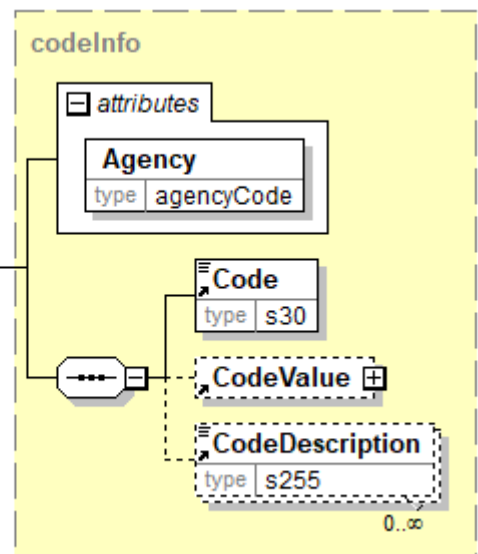 codeInfo
attributes
Agency
type agencyCode
Code
type s30
CodeValue
CodeDescription
type s255
0..∞